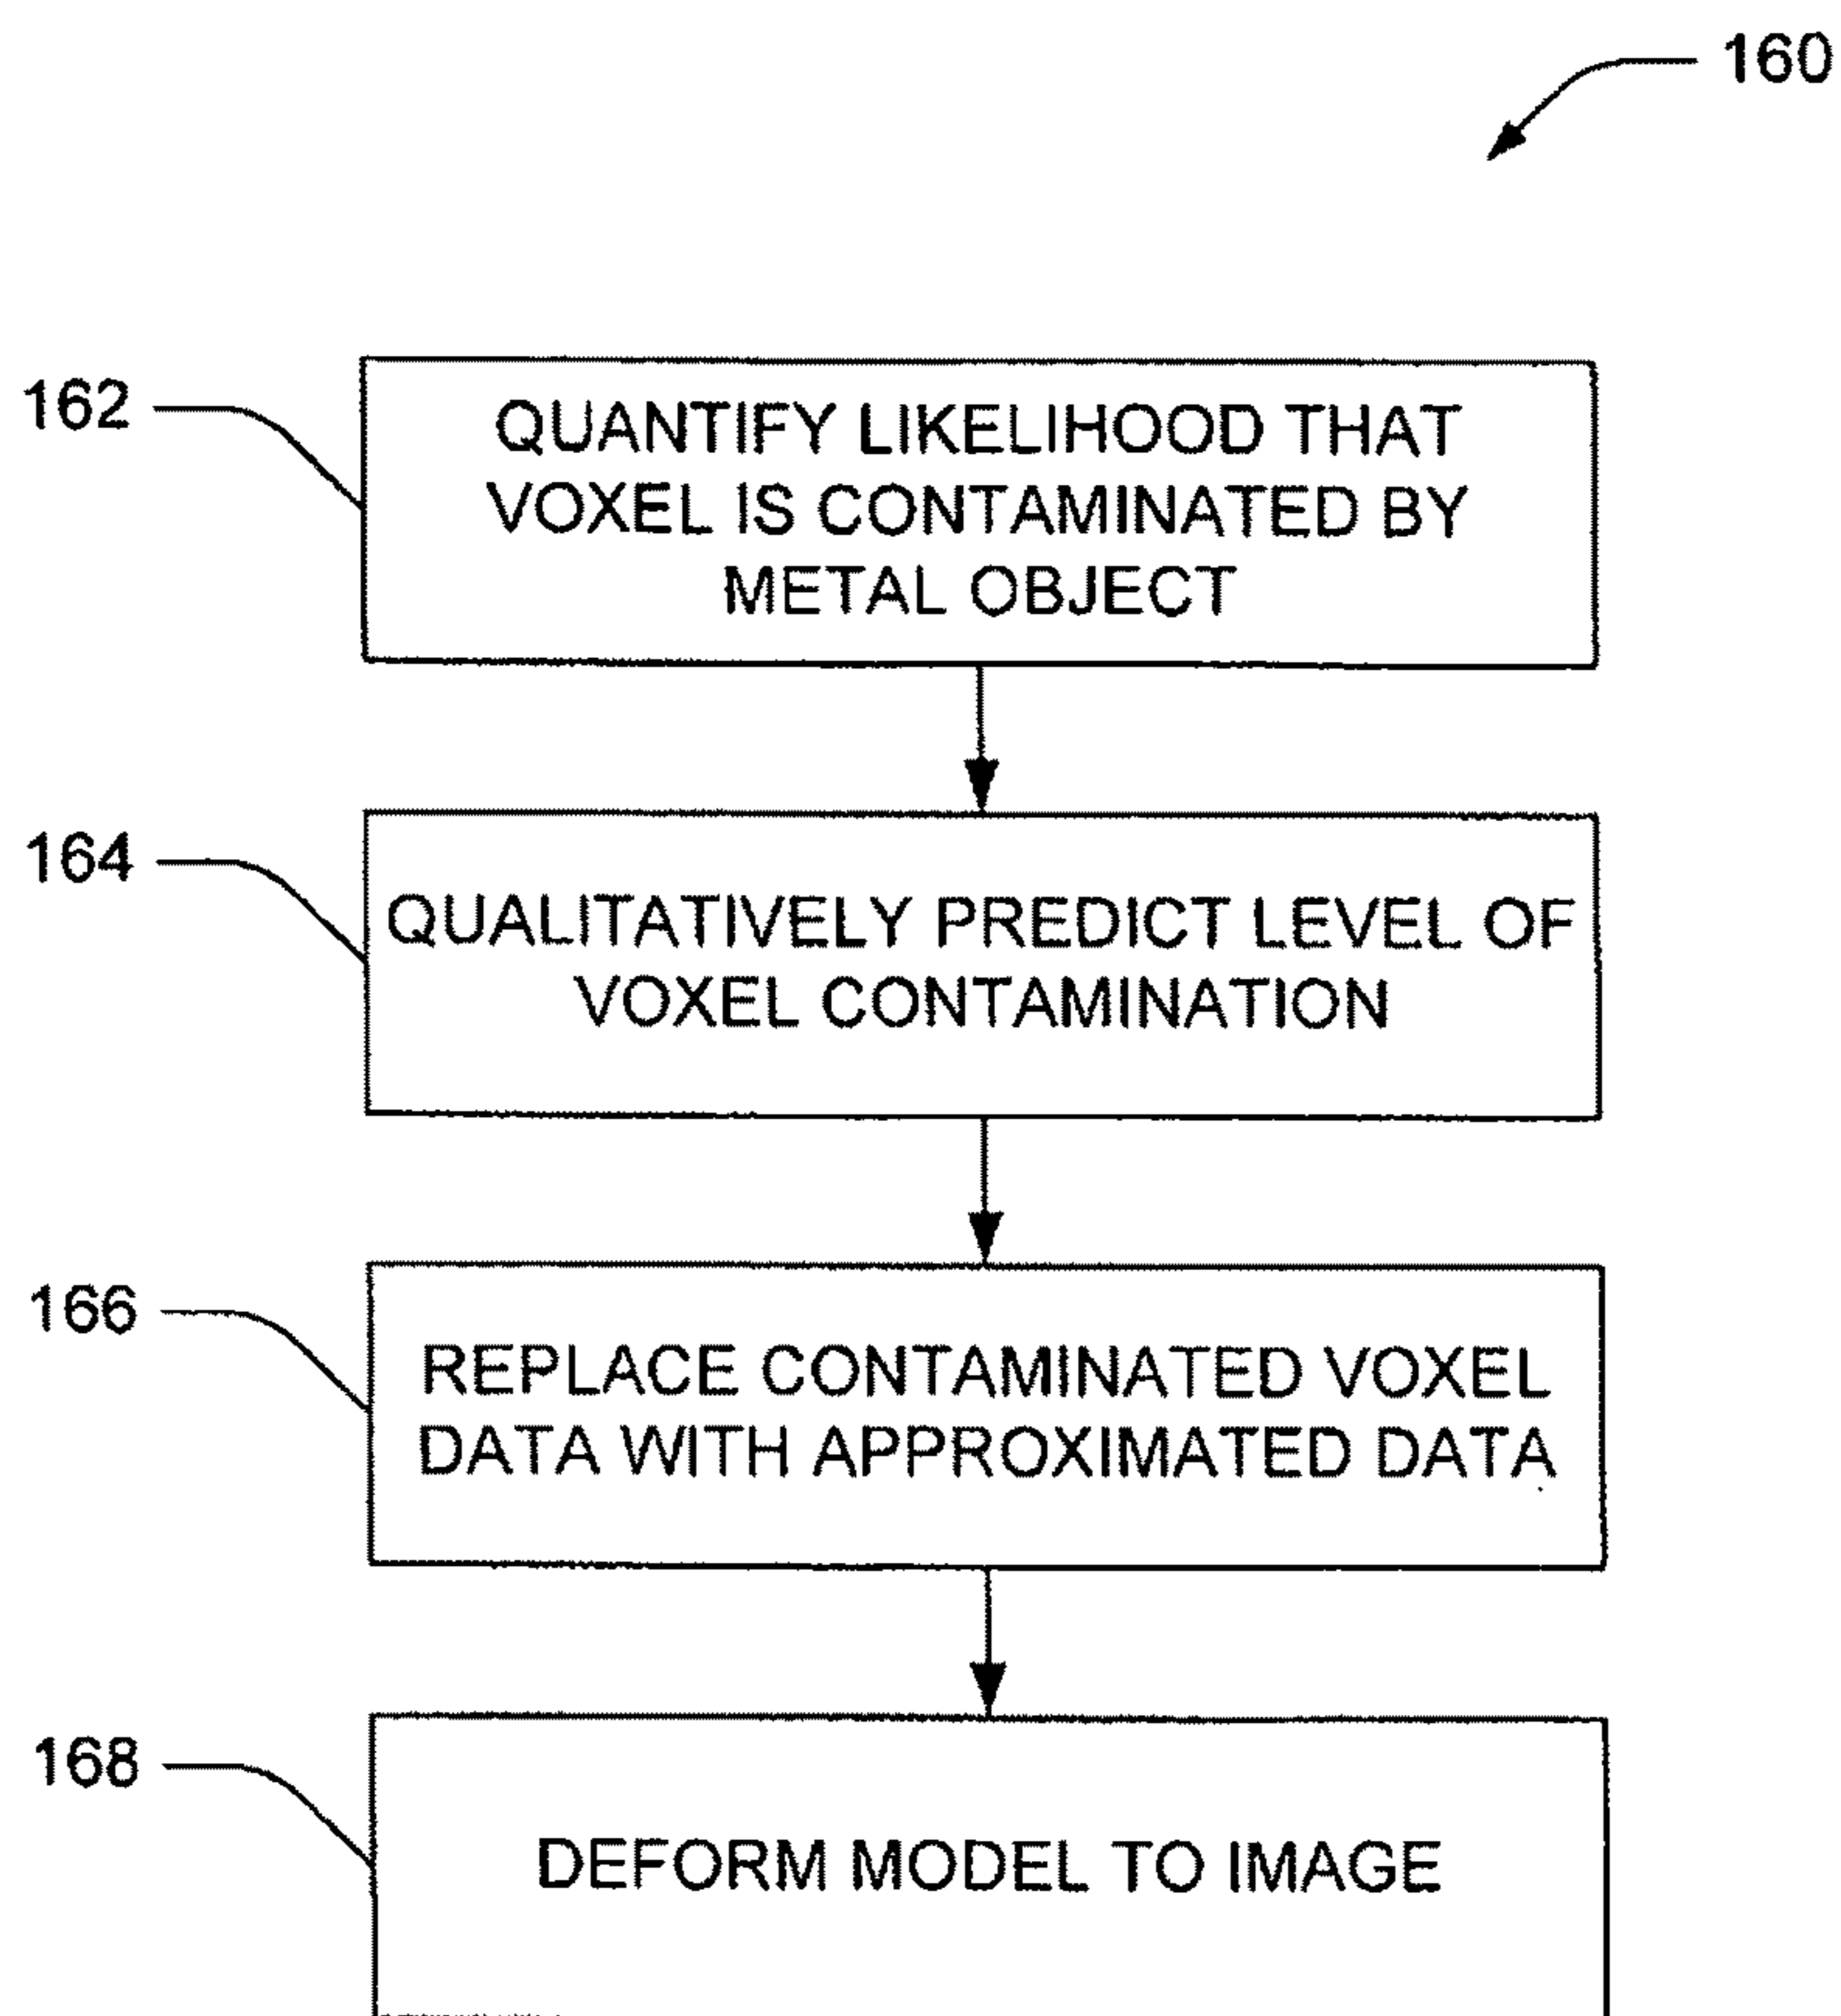 160
162
QUANTIFY LIKELIHOOD THAT
VOXEL IS CONTAMINATED BY
METAL OBJECT
164
QUALITATIVELY PREDICT LEVEL OF
VOXEL CONTAMINATION
166
REPLACE CONTAMINATED VOXEL
DATA WITH APPROXIMATED DATA
168
DEFORM MODEL TO IMAGE